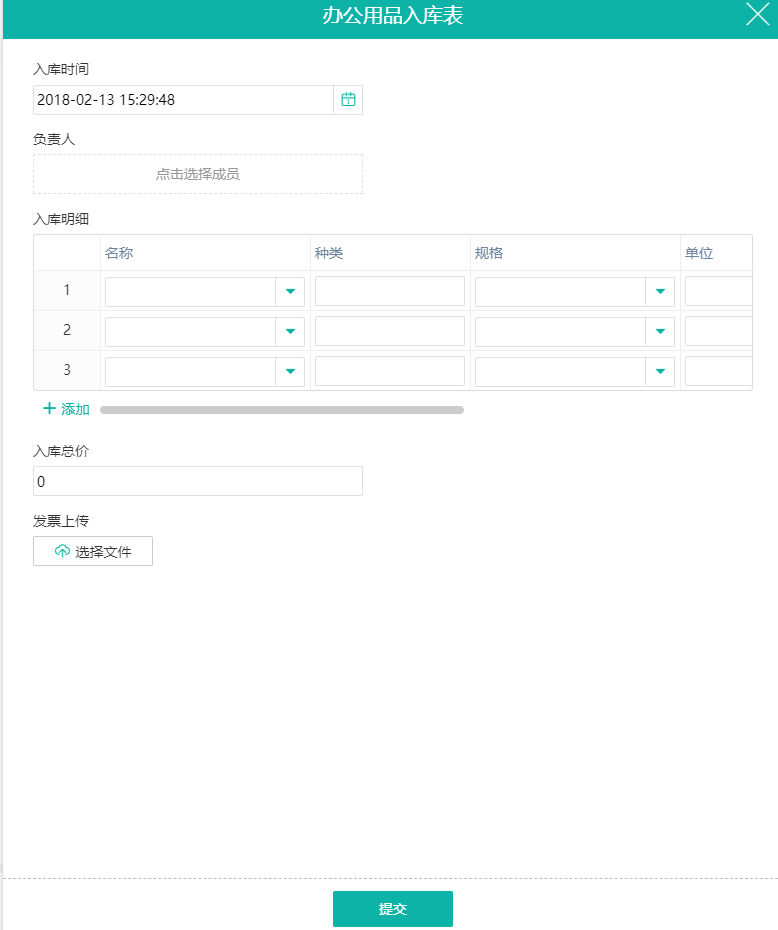 办公用品入库表
入库时间
2018-02-13 15:29:48
负责人
点击选择成员
入库明细
名称 种类 规格 单位
1
2
3
添加
入库总价
0
发票上传
选择文件
提交